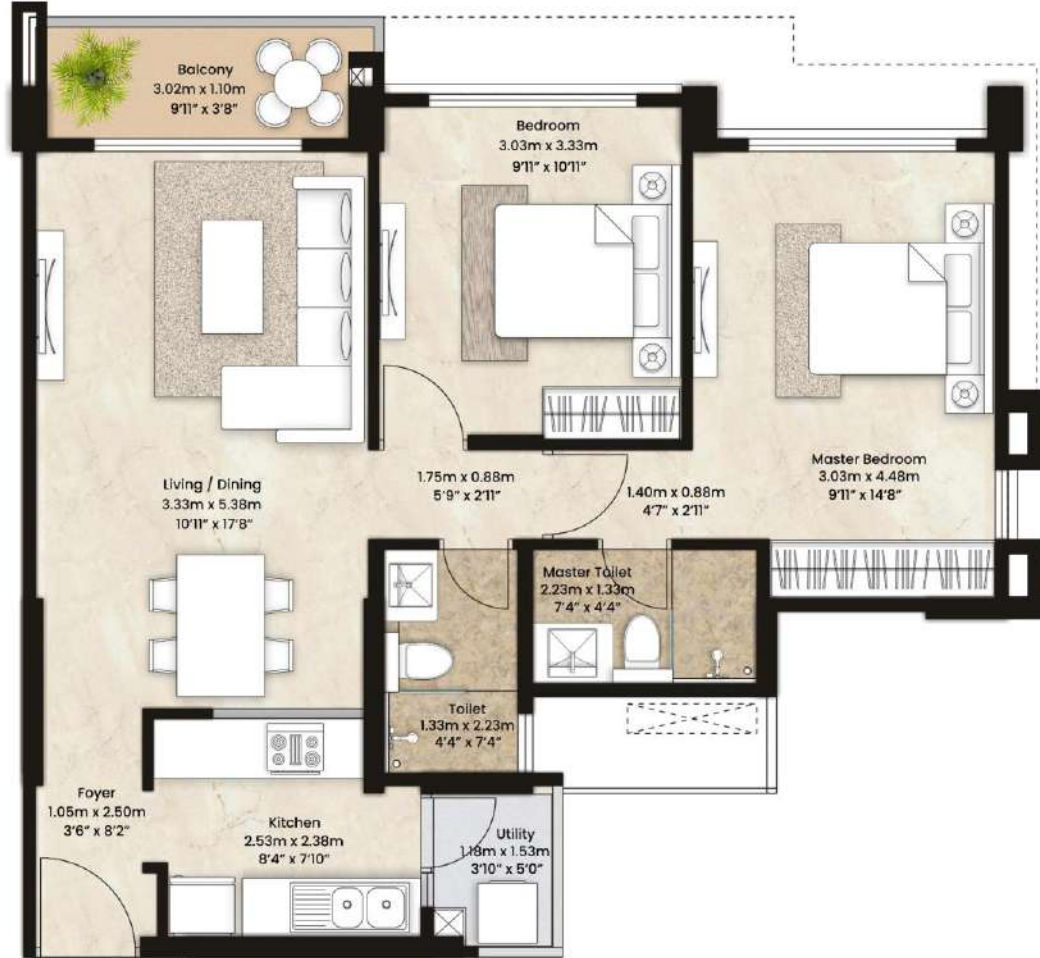 Balcony
3.02m x 1.10m
9'11" x 3'8"
Bedroom
3.03m x 3.33m
9'11" x 10'11"
Living / Dining
3.33m x 5.38m
10'11" x 17'8"
1.75m x 0.88m
5'9" x 2'11"
1.40m x 0.88m
4'7" x 2'11"
Master Bedroom
3.03m x 4.48m
9'11" x 14'8"
Master Toilet
2.23m x 1.33m
7'4" x 4'4"
Toilet
1.33m x 2.23m
4'4" x 7'4"
Foyer
1.05m x 2.50m
3'6" x 8'2"
Kitchen
2.53m x 2.38m
8'4" x 7'10"
Utility
1.18m x 1.53m
3'10" x 5'0"